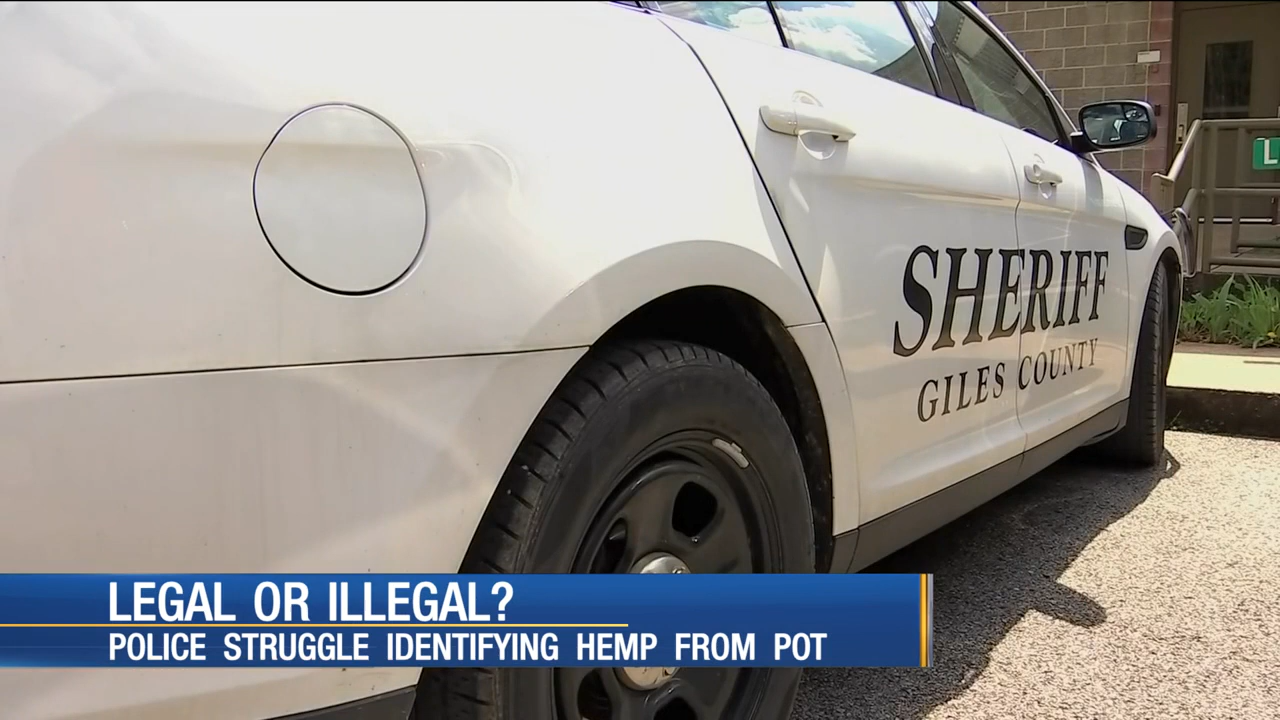 L
SHERIFF
GILES COUNTY
LEGAL OR ILLEGAL?
POLICE STRUGGLE IDENTIFYING HEMP FROM POT